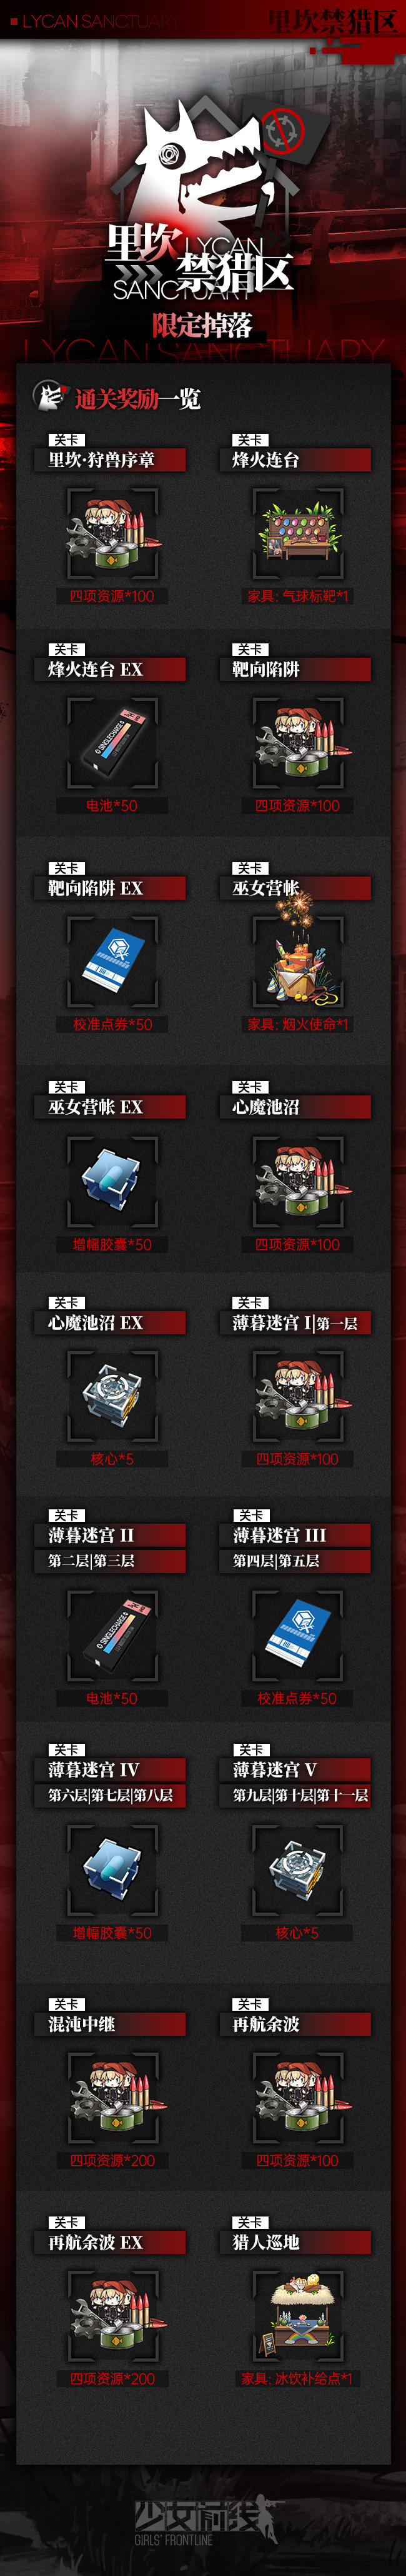 LYCAN SANCTUARY
里坎禁猎区
里坎 LYCAN
禁猎区
SANCTUARY
限定掉落
LYCAN SANCTUARY
通关奖励一览
关卡
里坎·狩兽序章
四项资源*100
关卡
烽火连台
家具: 气球标靶*1
关卡
烽火连台 EX
电池*50
关卡
靶向陷阱
四项资源*100
关卡
靶向陷阱 EX
校准点券*50
关卡
巫女营帐
家具: 烟火使命*1
关卡
巫女营帐 EX
增幅胶囊*50
关卡
心魔池沼
四项资源*100
关卡
心魔池沼 EX
核心*5
关卡
薄暮迷宫 I|第一层
四项资源*100
关卡
薄暮迷宫 II
第二层|第三层
电池*50
关卡
薄暮迷宫 III
第四层|第五层
校准点券*50
关卡
薄暮迷宫 IV
第六层|第七层|第八层
增幅胶囊*50
关卡
薄暮迷宫 V
第九层|第十层|第十一层
核心*5
关卡
混沌中继
四项资源*200
关卡
再航余波
四项资源*100
关卡
再航余波 EX
四项资源*200
关卡
猎人巡地
家具: 冰饮补给点*1
少女前线
GIRLS' FRONTLINE